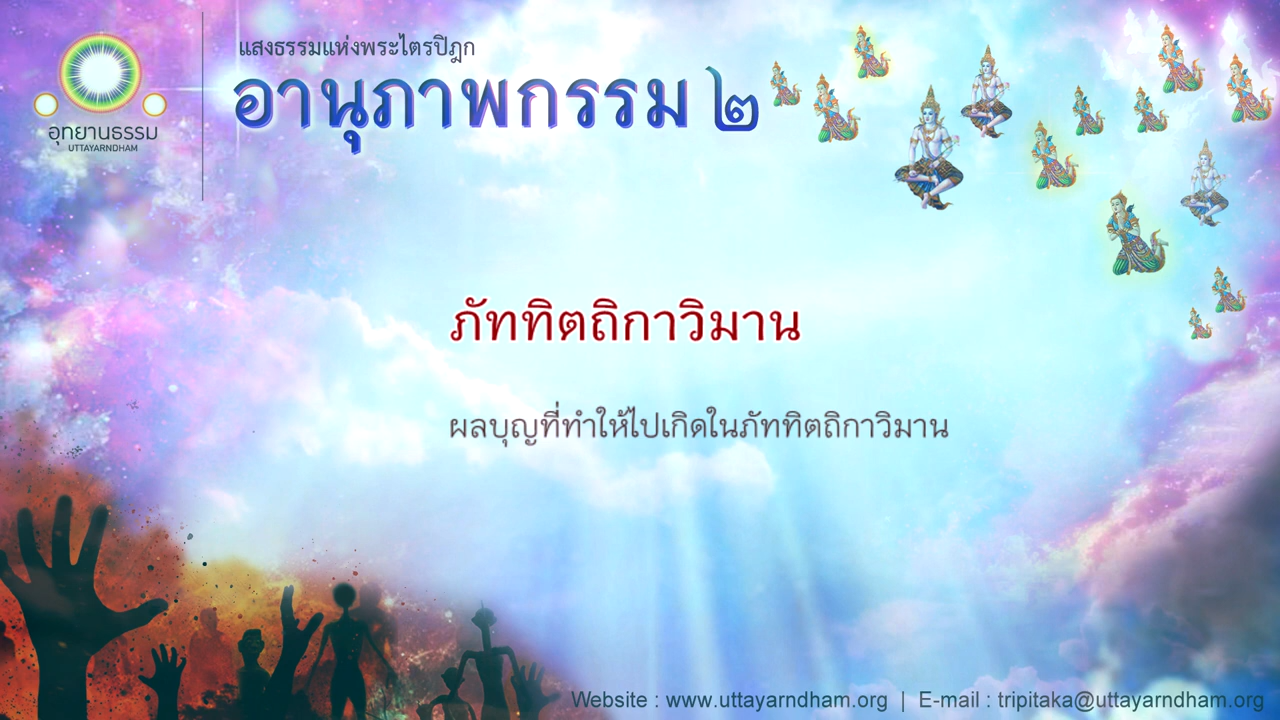 แสงธรรมแห่งพระไตรปิฎก
อานุภาพกรรม ๒
อุทยานธรรม
UTTAYARNDHAM
ภัททิตถิกาวิมาน
ผลบุญที่ทำให้ไปเกิดในภัททิตถิกาวิมาน
Website : www.uttayarndham.org | E-mail : tripitaka@uttayarndham.org